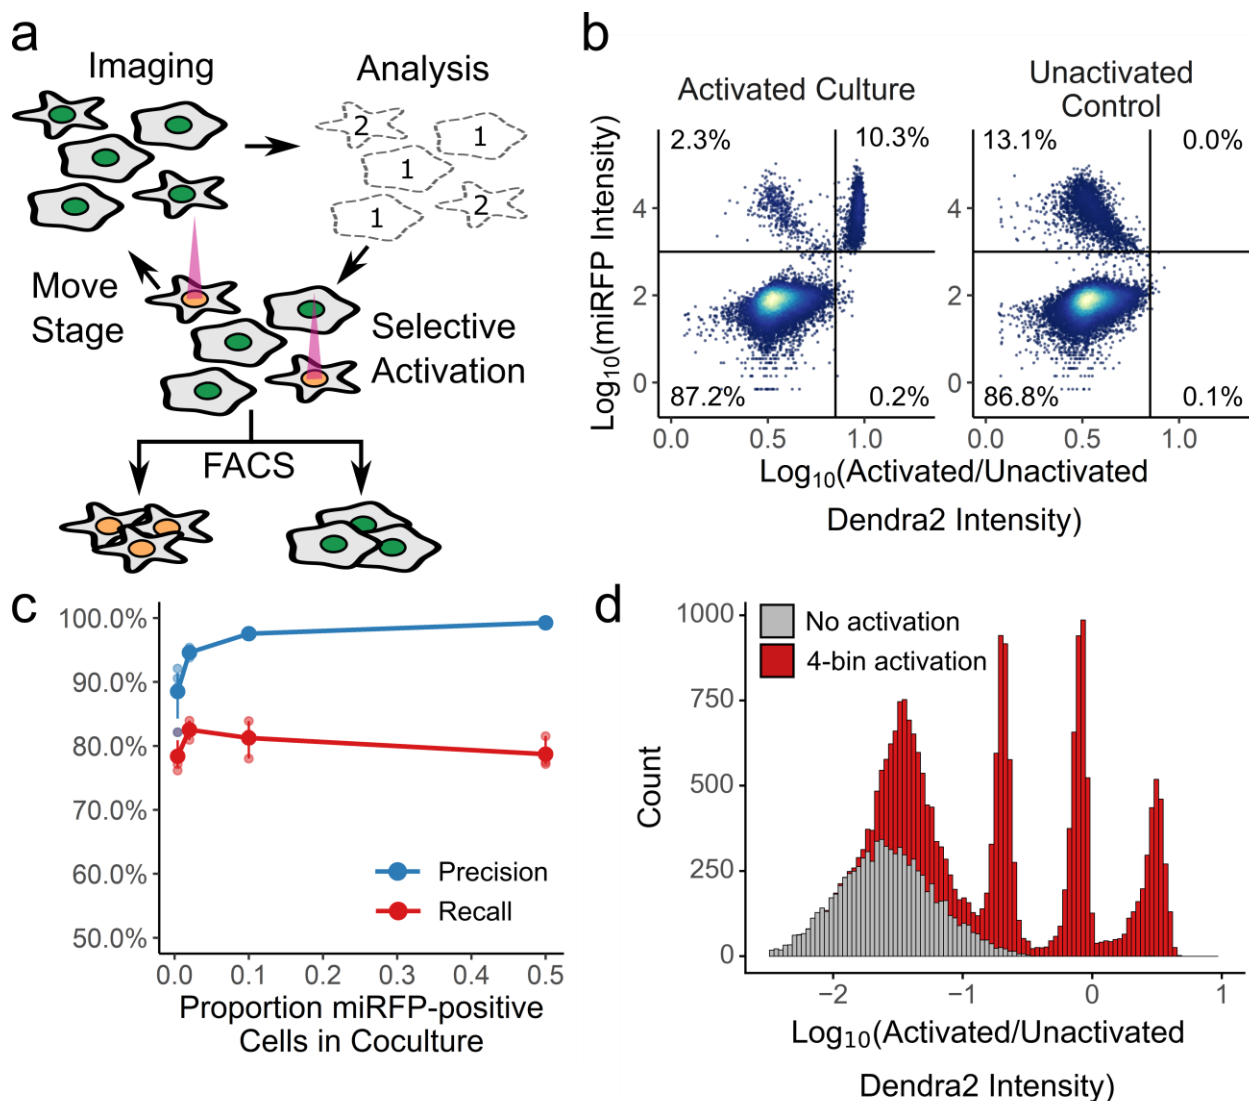 a
Imaging
Analysis
2
1
1
1
2
Move
Stage
Selective
Activation
FACS
b
Activated Culture
Unactivated
Control
2.3%
10.3%
13.1%
0.0%
87.2%
0.2%
86.8%
0.1%
Log₁₀(miRFP Intensity)
4
2
0
0.0
0.5
1.0
4
2
0
0.0
0.5
1.0
Log₁₀(Activated/Unactivated
Dendra2 Intensity)
c
100.0%
90.0%
80.0%
70.0%
60.0%
50.0%
Precision
Recall
0.0
0.1
0.2
0.3
0.4
0.5
Proportion miRFP-positive
Cells in Coculture
d
No activation
4-bin activation
Count
1000
750
500
250
0
−2
−1
0
1
Log₁₀(Activated/Unactivated
Dendra2 Intensity)